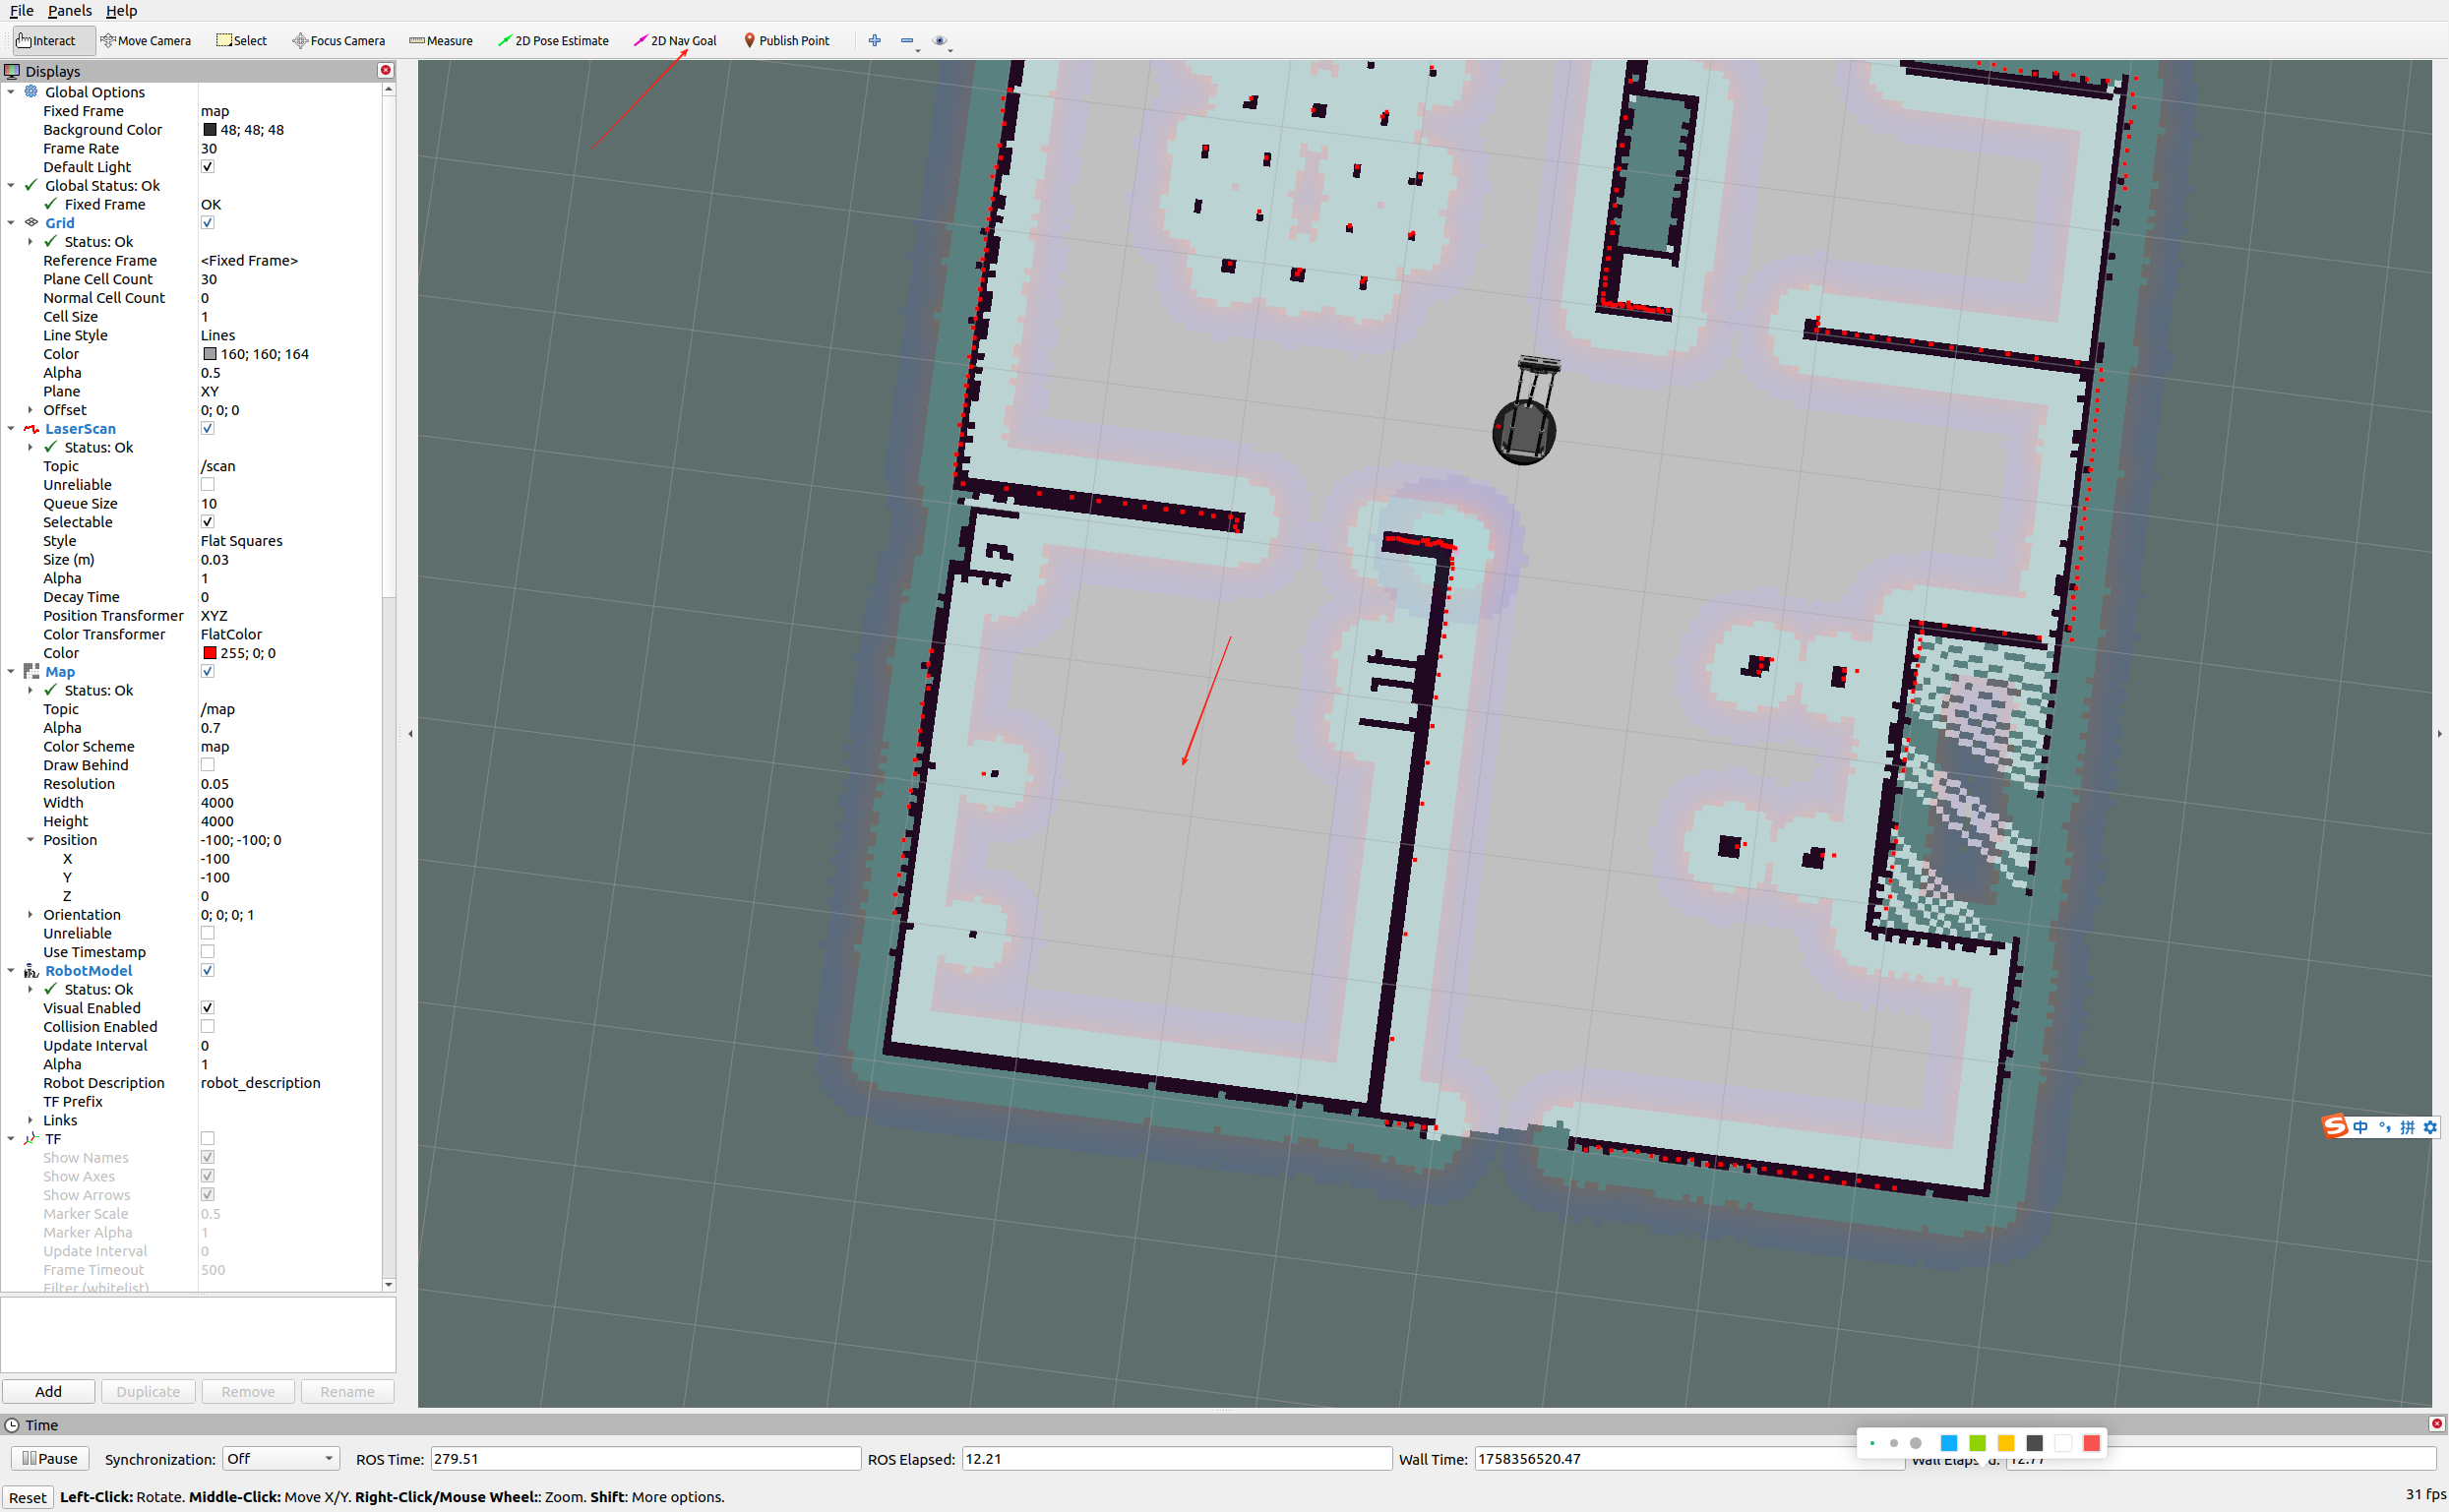 File Panels Help
Interact Move Camera Select Focus Camera Measure 2D Pose Estimate 2D Nav Goal Publish Point
Displays
Global Options
Fixed Frame map
Background Color 48; 48; 48
Frame Rate 30
Default Light
Global Status: Ok
Fixed Frame OK
Grid
Status: Ok
Reference Frame <Fixed Frame>
Plane Cell Count 30
Normal Cell Count 0
Cell Size 1
Line Style Lines
Color 160; 160; 164
Alpha 0.5
Plane XY
Offset 0; 0; 0
LaserScan
Status: Ok
Topic /scan
Unreliable
Queue Size 10
Selectable
Style Flat Squares
Size (m) 0.03
Alpha 1
Decay Time 0
Position Transformer XYZ
Color Transformer FlatColor
Color 255; 0; 0
Map
Status: Ok
Topic /map
Alpha 0.7
Color Scheme map
Draw Behind
Resolution 0.05
Width 4000
Height 4000
Position -100; -100; 0
X -100
Y -100
Z 0
Orientation 0; 0; 0; 1
Unreliable
Use Timestamp
RobotModel
Status: Ok
Visual Enabled
Collision Enabled
Update Interval 0
Alpha 1
Robot Description robot_description
TF Prefix
Links
TF
Show Names
Show Axes
Show Arrows
Marker Scale 0.5
Marker Alpha 1
Update Interval 0
Frame Timeout 500
Filter (whitelist)
S 中 °, 拼
Add Duplicate Remove Rename
Time
Pause Synchronization: Off ROS Time: 279.51 ROS Elapsed: 12.21 Wall Time: 1758356520.47 Wall Elapsed: 12.77
Reset Left-Click: Rotate. Middle-Click: Move X/Y. Right-Click/Mouse Wheel:: Zoom. Shift: More options. 31 fps